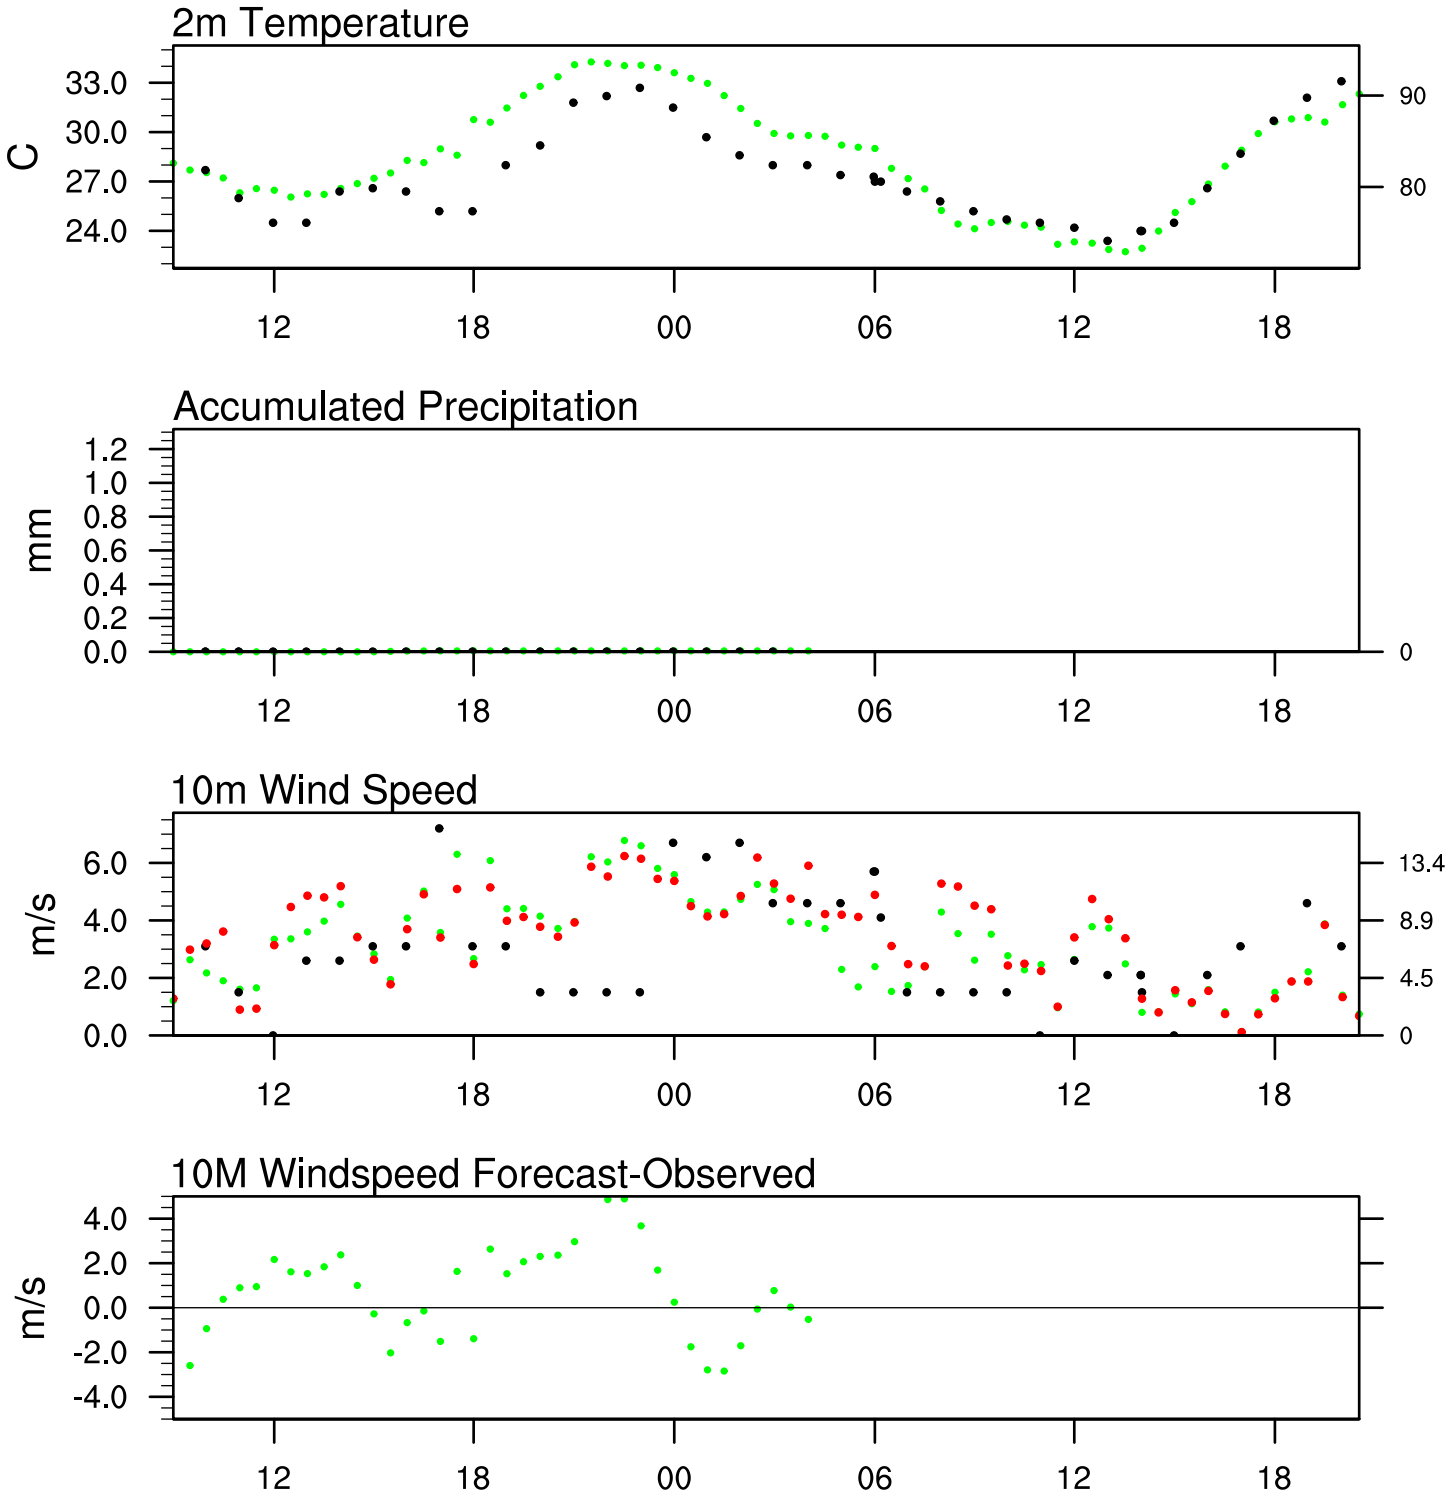 2m Temperature
33.0
30.0
27.0
24.0
C
90
80
12 18 00 06 12 18
Accumulated Precipitation
1.2
1.0
0.8
0.6
0.4
0.2
0.0
mm
0
12 18 00 06 12 18
10m Wind Speed
6.0
4.0
2.0
0.0
m/s
13.4
8.9
4.5
0
12 18 00 06 12 18
10M Windspeed Forecast-Observed
4.0
2.0
0.0
-2.0
-4.0
m/s
12 18 00 06 12 18